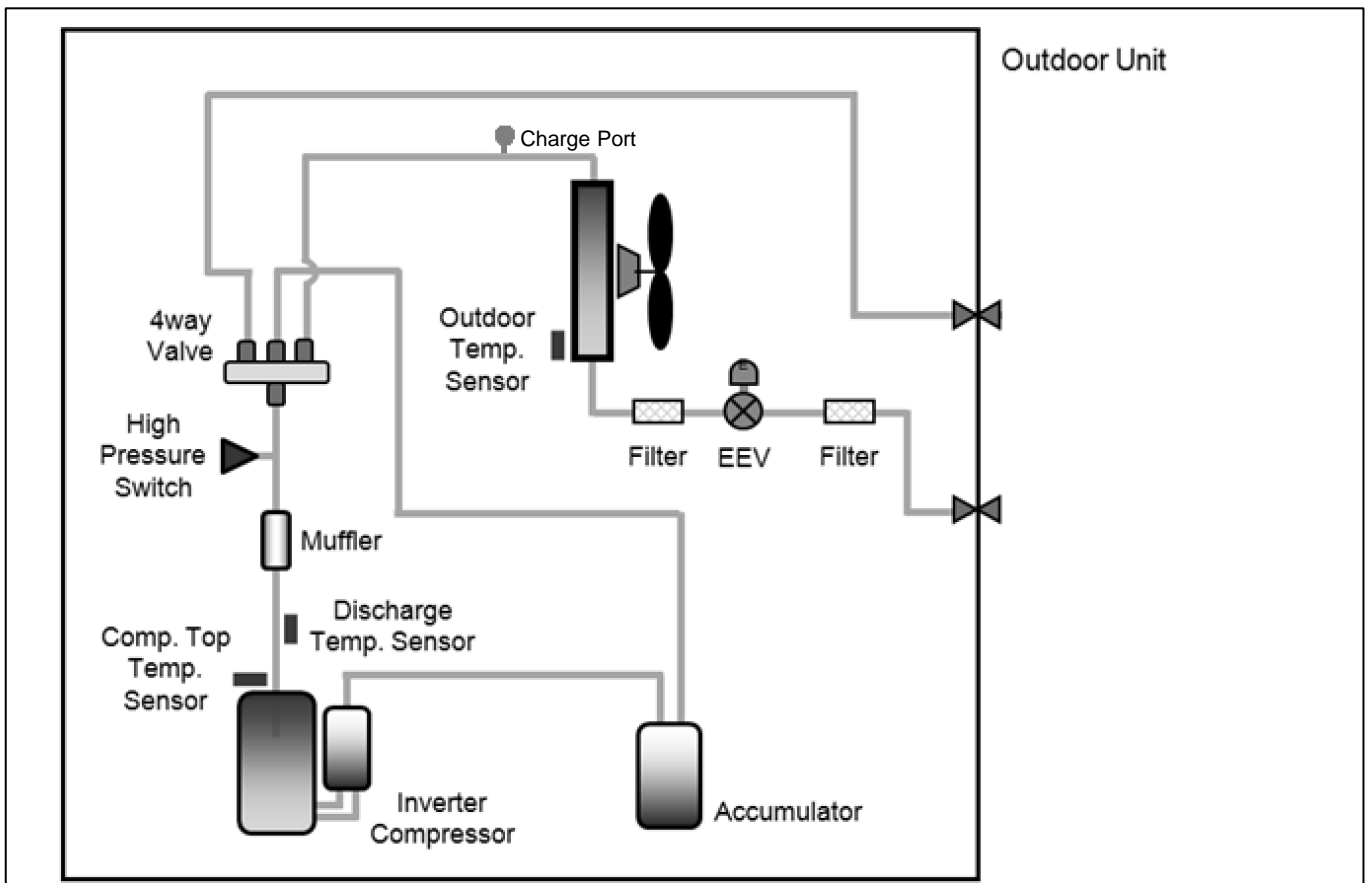 Outdoor Unit
Charge Port
4way
Valve
Outdoor
Temp.
Sensor
E
High
Pressure
Switch
Filter
EEV
Filter
Muffler
Discharge
Temp. Sensor
Comp. Top
Temp.
Sensor
Inverter
Compressor
Accumulator